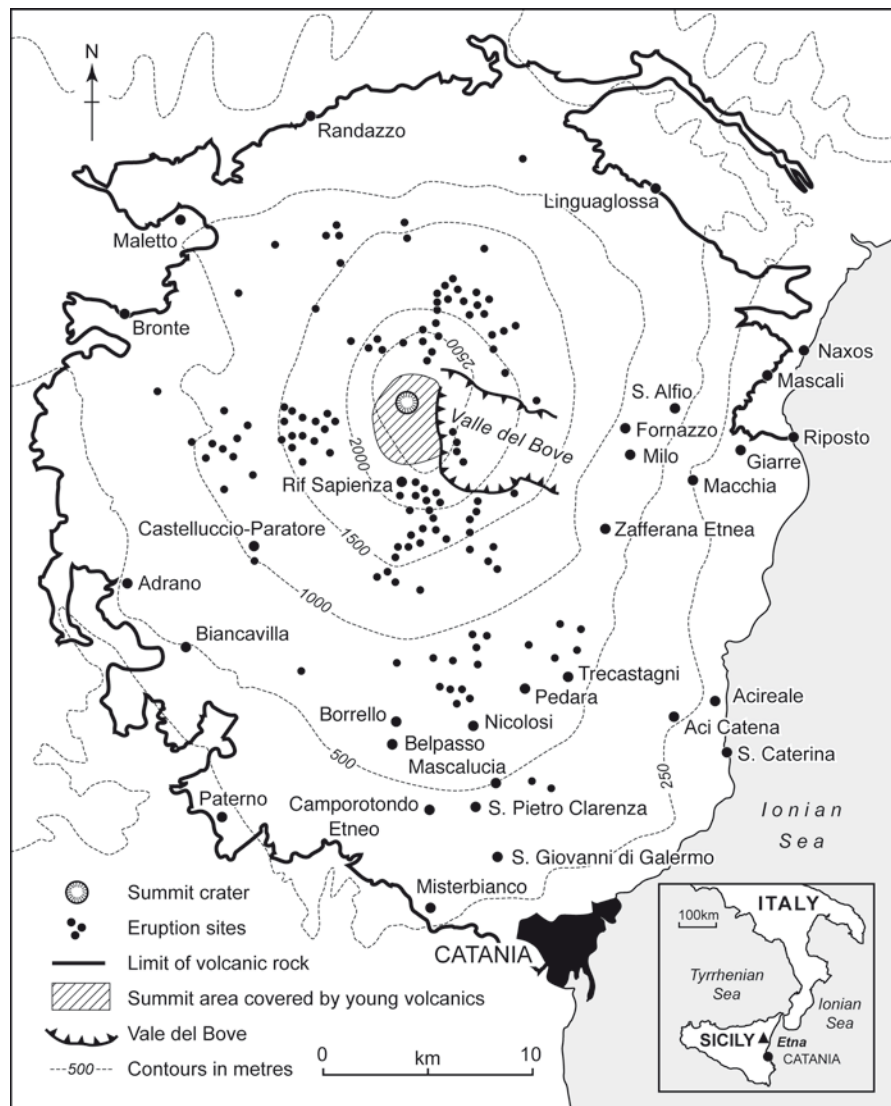 N
Randazzo
Linguaglossa
Maletto
Bronte
Naxos
Mascali
2500
S. Alfio
Valle del Bove
Fornazzo
Riposto
Milo
Giarre
2000
Rif Sapienza
Macchia
Castelluccio-Paratore
1500
Zafferana Etnea
Adrano
1000
Biancavilla
Trecastagni
Pedara
Acireale
Borrello
Nicolosi
Aci Catena
Belpasso
500
Mascalucia
250
S. Caterina
Paterno
Camporotondo
Etneo
S. Pietro Clarenza
Ionian
Sea
S. Giovanni di Galermo
Misterbianco
CATANIA
Summit crater
Eruption sites
Limit of volcanic rock
Summit area covered by young volcanics
Vale del Bove
500
Contours in metres
0
km
10
ITALY
100km
Tyrrhenian
Sea
Ionian
Sea
SICILY
Etna
CATANIA